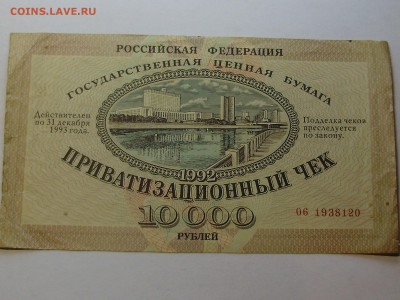 COINS.LAVE.RU
РОССИЙСКАЯ ФЕДЕРАЦИЯ
ГОСУДАРСТВЕННАЯ ЦЕННАЯ БУМАГА
Действителен
по 31 декабря
1993 года.
Подделка чеков
преследуется
по закону.
1992
ПРИВАТИЗАЦИОННЫЙ ЧЕК
10000
РУБЛЕЙ
06 1938120